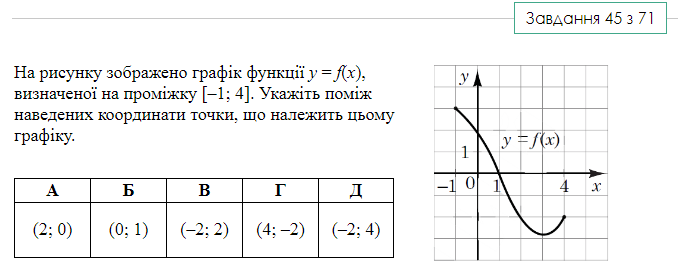 Завдання 45 з 71
На рисунку зображено графік функції y = f(x),
визначеної на проміжку [–1; 4]. Укажіть поміж
наведених координати точки, що належить цьому
графіку.
А Б В Г Д
(2; 0) (0; 1) (–2; 2) (4; –2) (–2; 4)
y
y = f(x)
1
–1 0 1 4 x